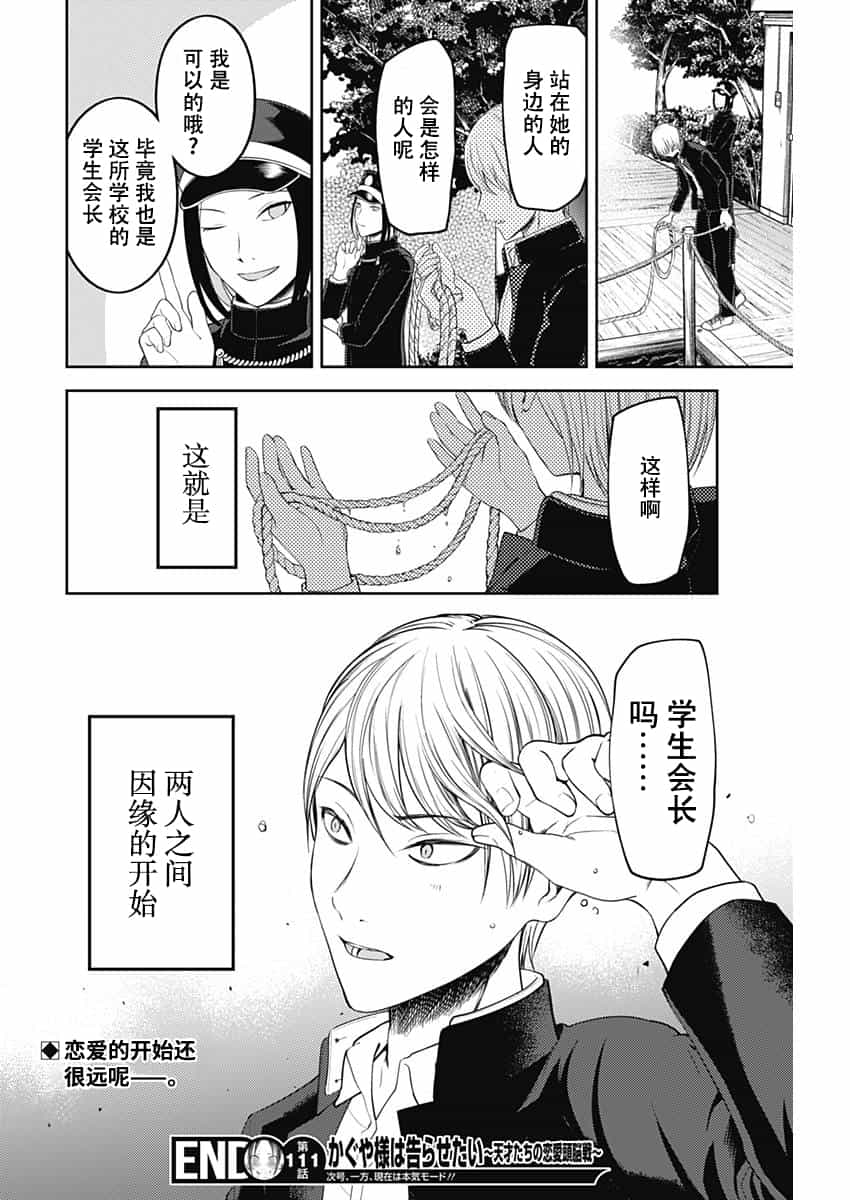 站在她的
身边的人
会是怎样
的人呢
我是
可以的哦？
毕竟我也是
这所学校的
学生会长
这样啊
这就是
学生会长
吗……
两人之间
因缘的开始
恋爱的开始还
很远呢——。
END 第111話 かぐや様は告らせたい～天才たちの恋愛頭脳戦～
次号、一方、現在は本気モード!!